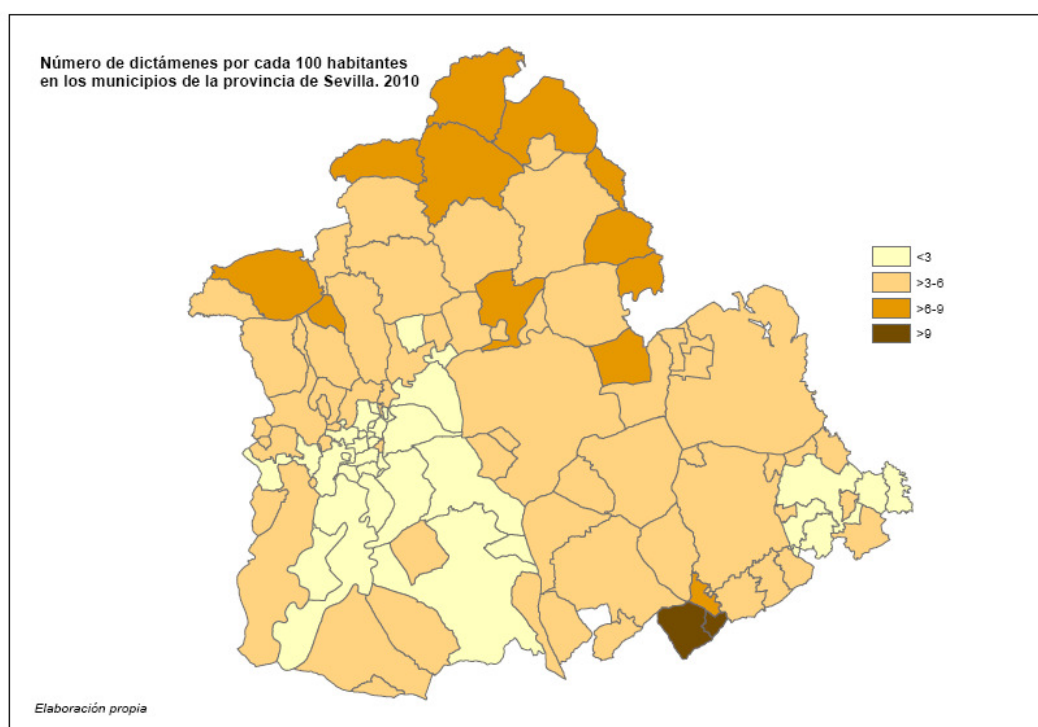 Número de dictámenes por cada 100 habitantes
en los municipios de la provincia de Sevilla. 2010
<3
>3-6
>6-9
>9
Elaboración propia